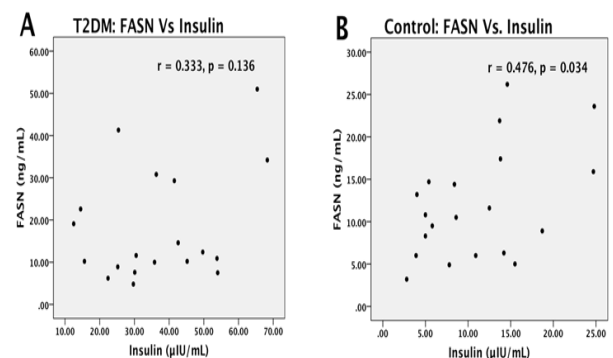 A
T2DM: FASN Vs Insulin
r = 0.333, p = 0.136
FASN (ng/mL)
60.00
50.00
40.00
30.00
20.00
10.00
.00
10.00 20.00 30.00 40.00 50.00 60.00 70.00
Insulin (µIU/mL)
B
Control: FASN Vs. Insulin
r = 0.476, p = 0.034
FASN (ng/mL)
30.00
25.00
20.00
15.00
10.00
5.00
.00
.00 5.00 10.00 15.00 20.00 25.00
Insulin (µIU/mL)